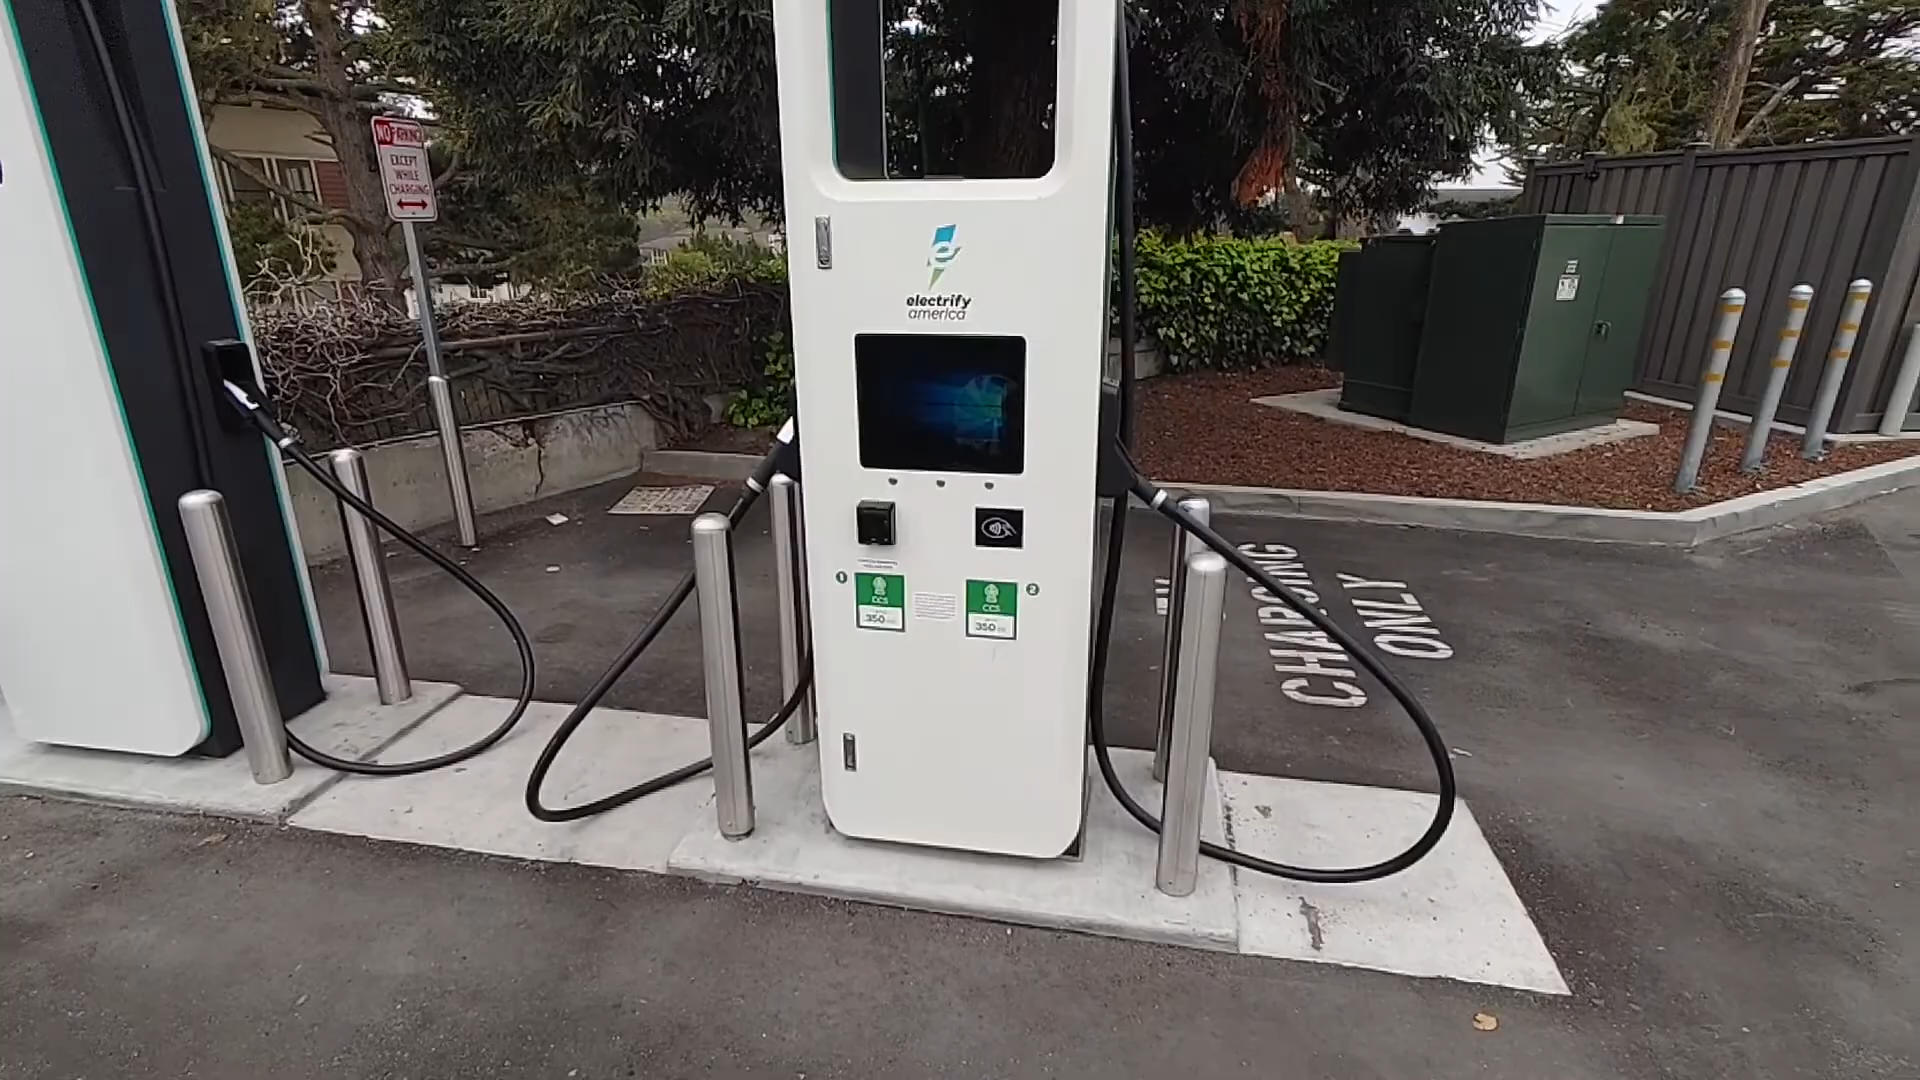 NO PARKING
EXCEPT
WHILE
CHARGING
electrify
america
1
CCS
350
CCS
350
2
CHARGING
ONLY